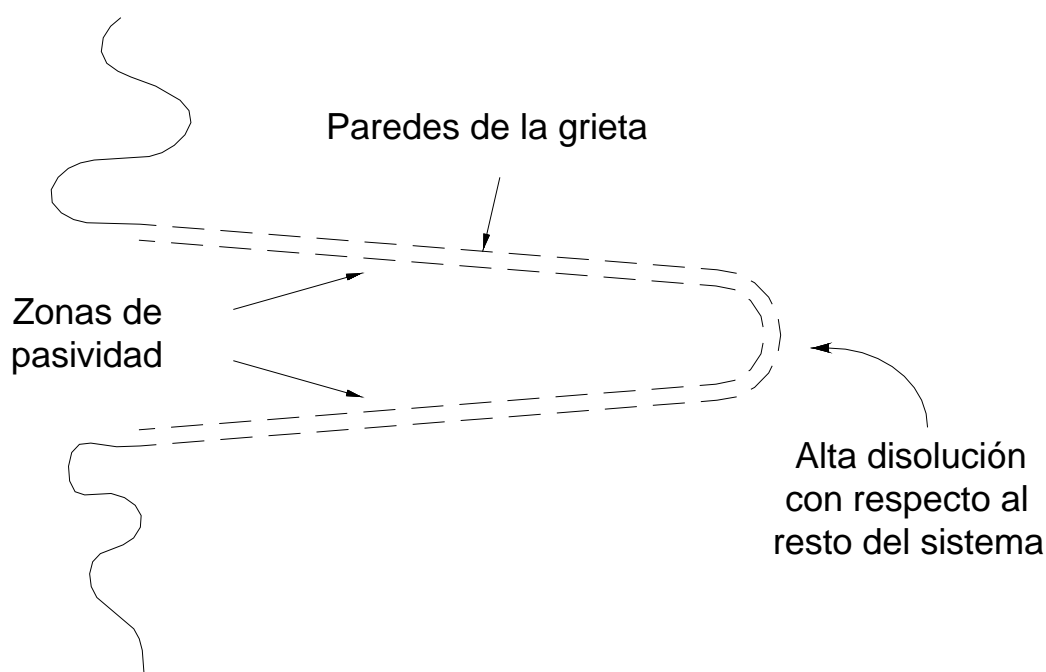 Paredes de la grieta
Zonas de
pasividad
Alta disolución
con respecto al
resto del sistema